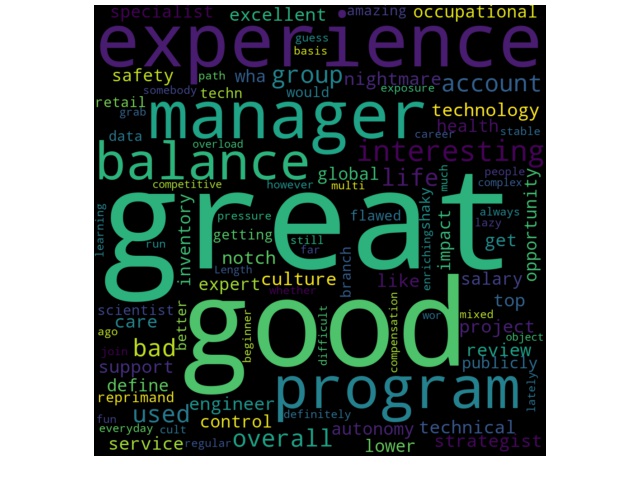 specialist excellent amazing occupational
experience
guess
basis
safety path wha group nightmare account
somebody techn would exposure
retail grab manager technology
data career health stable
overload interesting
balance global life people
competitive however multi much complex
great
learning run inventory pressure flawed enriching shaky impact always lazy opportunity
getting still get
notch far branch
Length
expert culture like salary
whether
good
scientist compensation wor mixed top
care better beginner difficult project object
ago
join bad review
support publicly
define program
reprimand engineer lately
used definitely autonomy technical
fun control
everyday cult overall
service regular lower strategist